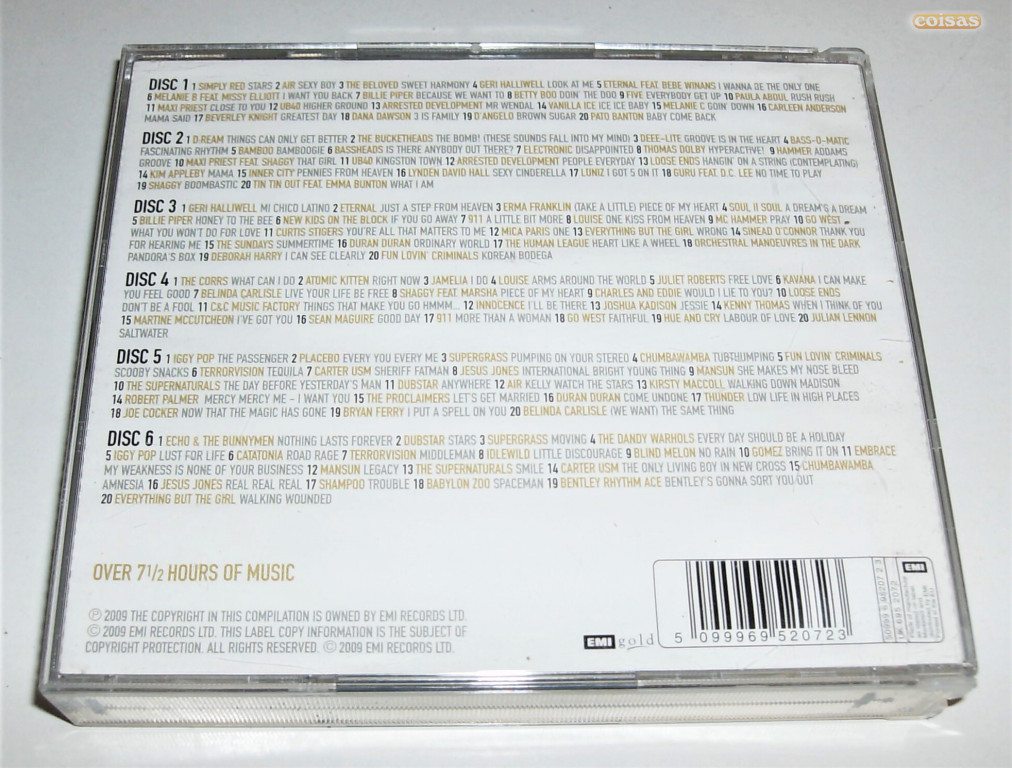 coisas
DISC 1 1 SIMPLY RED STARS 2 AIR SEXY BOY 3 THE BELOVED SWEET HARMONY 4 GERI HALLIWELL LOOK AT ME 5 ETERNAL FEAT. BEBE WINANS I WANNA BE THE ONLY ONE
6 MELANIE B FEAT. MISSY ELLIOTT I WANT YOU BACK 7 BILLIE PIPER BECAUSE WE WANT TO 8 BETTY BOO DOIN' THE DOO 9 FIVE EVERYBODY GET UP 10 PAULA ABDUL RUSH RUSH
11 MAXI PRIEST CLOSE TO YOU 12 UB40 HIGHER GROUND 13 ARRESTED DEVELOPMENT MR WENDAL 14 VANILLA ICE ICE ICE BABY 15 MELANIE C GOIN' DOWN 16 CARLEEN ANDERSON
MAMA SAID 17 BEVERLEY KNIGHT GREATEST DAY 18 DANA DAWSON 3 IS FAMILY 19 D'ANGELO BROWN SUGAR 20 PATO BANTON BABY COME BACK
DISC 2 1 D:REAM THINGS CAN ONLY GET BETTER 2 THE BUCKETHEADS THE BOMB! (THESE SOUNDS FALL INTO MY MIND) 3 DEEE-LITE GROOVE IS IN THE HEART 4 BASS-O-MATIC
FASCINATING RHYTHM 5 BAMBOO BAMBOOGIE 6 BASSHEADS IS THERE ANYBODY OUT THERE? 7 ELECTRONIC DISAPPOINTED 8 THOMAS DOLBY HYPERACTIVE! 9 HAMMER ADDAMS
GROOVE 10 MAXI PRIEST FEAT. SHAGGY THAT GIRL 11 UB40 KINGSTON TOWN 12 ARRESTED DEVELOPMENT PEOPLE EVERYDAY 13 LOOSE ENDS HANGIN' ON A STRING (CONTEMPLATING)
14 KIM APPLEBY MAMA 15 INNER CITY PENNIES FROM HEAVEN 16 LYNDEN DAVID HALL SEXY CINDERELLA 17 LUNIZ I GOT 5 ON IT 18 GURU FEAT. D.C. LEE NO TIME TO PLAY
19 SHAGGY BOOMBASTIC 20 TIN TIN OUT FEAT. EMMA BUNTON WHAT I AM
DISC 3 1 GERI HALLIWELL MI CHICO LATINO 2 ETERNAL JUST A STEP FROM HEAVEN 3 ERMA FRANKLIN (TAKE A LITTLE) PIECE OF MY HEART 4 SOUL II SOUL A DREAM'S A DREAM
5 BILLIE PIPER HONEY TO THE BEE 6 NEW KIDS ON THE BLOCK IF YOU GO AWAY 7 911 A LITTLE BIT MORE 8 LOUISE ONE KISS FROM HEAVEN 9 MC HAMMER PRAY 10 GO WEST
WHAT YOU WON'T DO FOR LOVE 11 CURTIS STIGERS YOU'RE ALL THAT MATTERS TO ME 12 MICA PARIS ONE 13 EVERYTHING BUT THE GIRL WRONG 14 SINEAD O'CONNOR THANK YOU
FOR HEARING ME 15 THE SUNDAYS SUMMERTIME 16 DURAN DURAN ORDINARY WORLD 17 THE HUMAN LEAGUE HEART LIKE A WHEEL 18 ORCHESTRAL MANOEUVRES IN THE DARK
PANDORA'S BOX 19 DEBORAH HARRY I CAN SEE CLEARLY 20 FUN LOVIN' CRIMINALS KOREAN BODEGA
DISC 4 1 THE CORRS WHAT CAN I DO 2 ATOMIC KITTEN RIGHT NOW 3 JAMELIA I DO 4 LOUISE ARMS AROUND THE WORLD 5 JULIET ROBERTS FREE LOVE 6 KAVANA I CAN MAKE
YOU FEEL GOOD 7 BELINDA CARLISLE LIVE YOUR LIFE BE FREE 8 SHAGGY FEAT. MARSHA PIECE OF MY HEART 9 CHARLES AND EDDIE WOULD I LIE TO YOU? 10 LOOSE ENDS
DON'T BE A FOOL 11 C&C MUSIC FACTORY THINGS THAT MAKE YOU GO HMMM... 12 INNOCENCE I'LL BE THERE 13 JOSHUA KADISON JESSIE 14 KENNY THOMAS WHEN I THINK OF YOU
15 MARTINE MCCUTCHEON I'VE GOT YOU 16 SEAN MAGUIRE GOOD DAY 17 911 MORE THAN A WOMAN 18 GO WEST FAITHFUL 19 HUE AND CRY LABOUR OF LOVE 20 JULIAN LENNON
SALTWATER
DISC 5 1 IGGY POP THE PASSENGER 2 PLACEBO EVERY YOU EVERY ME 3 SUPERGRASS PUMPING ON YOUR STEREO 4 CHUMBAWAMBA TUBTHUMPING 5 FUN LOVIN' CRIMINALS
SCOOBY SNACKS 6 TERRORVISION TEQUILA 7 CARTER USM SHERIFF FATMAN 8 JESUS JONES INTERNATIONAL BRIGHT YOUNG THING 9 MANSUN SHE MAKES MY NOSE BLEED
10 THE SUPERNATURALS THE DAY BEFORE YESTERDAY'S MAN 11 DUBSTAR ANYWHERE 12 AIR KELLY WATCH THE STARS 13 KIRSTY MACCOLL WALKING DOWN MADISON
14 ROBERT PALMER MERCY MERCY ME - I WANT YOU 15 THE PROCLAIMERS LET'S GET MARRIED 16 DURAN DURAN COME UNDONE 17 THUNDER LOW LIFE IN HIGH PLACES
18 JOE COCKER NOW THAT THE MAGIC HAS GONE 19 BRYAN FERRY I PUT A SPELL ON YOU 20 BELINDA CARLISLE (WE WANT) THE SAME THING
DISC 6 1 ECHO & THE BUNNYMEN NOTHING LASTS FOREVER 2 DUBSTAR STARS 3 SUPERGRASS MOVING 4 THE DANDY WARHOLS EVERY DAY SHOULD BE A HOLIDAY
5 IGGY POP LUST FOR LIFE 6 CATATONIA ROAD RAGE 7 TERRORVISION MIDDLEMAN 8 IDLEWILD LITTLE DISCOURAGE 9 BLIND MELON NO RAIN 10 GOMEZ BRING IT ON 11 EMBRACE
MY WEAKNESS IS NONE OF YOUR BUSINESS 12 MANSUN LEGACY 13 THE SUPERNATURALS SMILE 14 CARTER USM THE ONLY LIVING BOY IN NEW CROSS 15 CHUMBAWAMBA
AMNESIA 16 JESUS JONES REAL REAL REAL 17 SHAMPOO TROUBLE 18 BABYLON ZOO SPACEMAN 19 BENTLEY RHYTHM ACE BENTLEY'S GONNA SORT YOU OUT
20 EVERYTHING BUT THE GIRL WALKING WOUNDED
OVER 7 1/2 HOURS OF MUSIC
℗ 2009 THE COPYRIGHT IN THIS COMPILATION IS OWNED BY EMI RECORDS LTD.
© 2009 EMI RECORDS LTD. THIS LABEL COPY INFORMATION IS THE SUBJECT OF
COPYRIGHT PROTECTION. ALL RIGHTS RESERVED. © 2009 EMI RECORDS LTD.
EMI gold
5 099969 520723
EMI